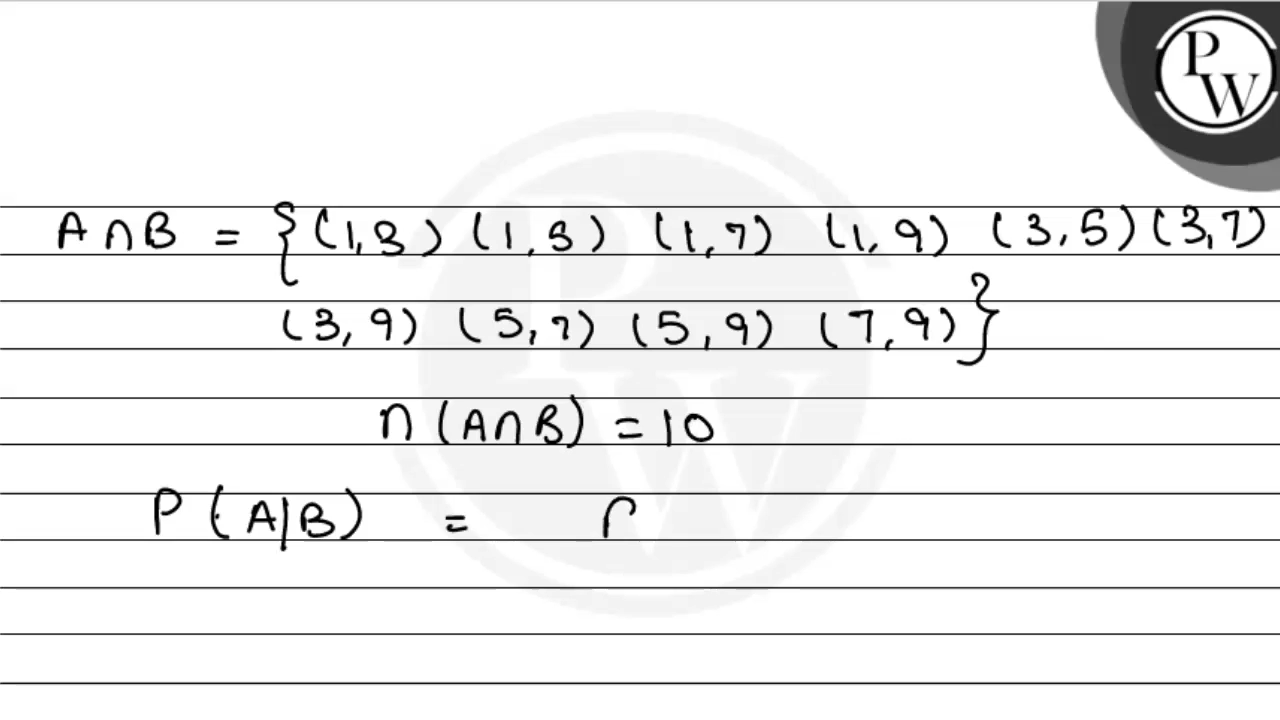 PW
A∩B = {(1,3) (1,5) (1,7) (1,9) (3,5) (3,7)
(3,9) (5,7) (5,9) (7,9)}
n(A∩B) = 10
P(A|B) =